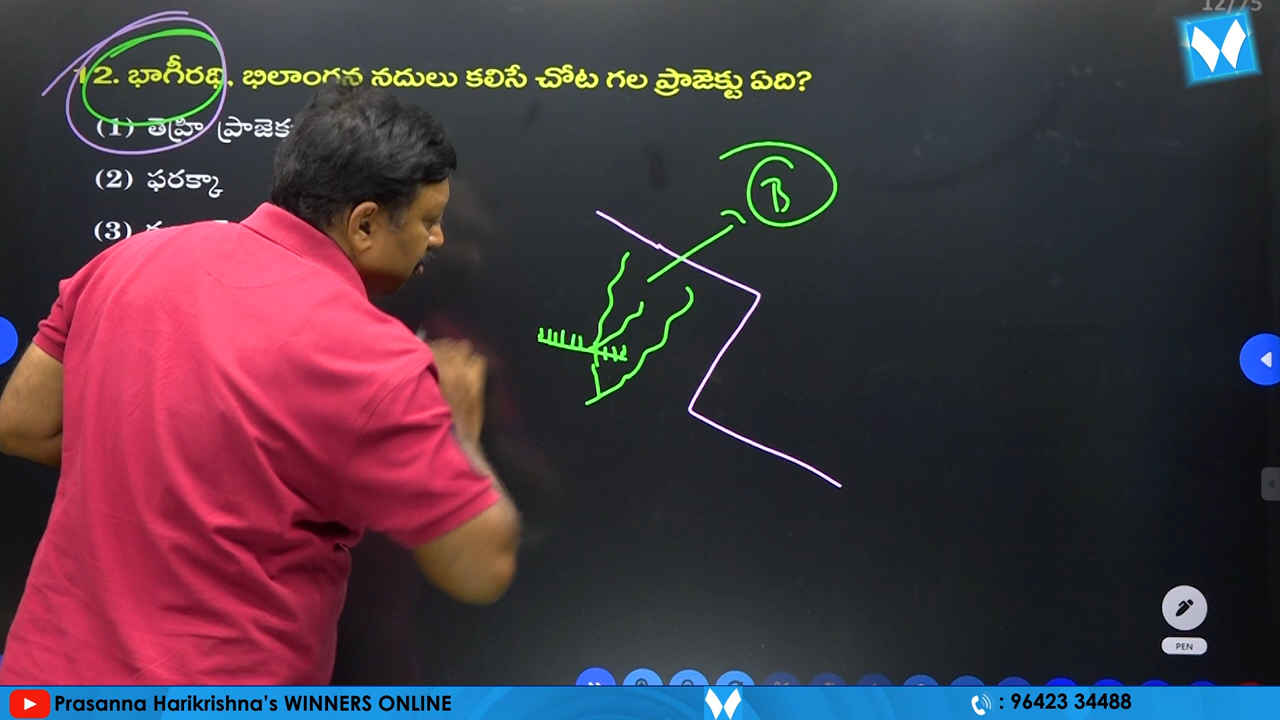 12/75
12. భాగీరథి, భిలాంగన నదులు కలిసే చోట గల ప్రాజెక్టు ఏది?
(1) తెహ్రి
(2) ఫరక్కా
(3)
B
PEN
Prasanna Harikrishna's WINNERS ONLINE
: 96423 34488